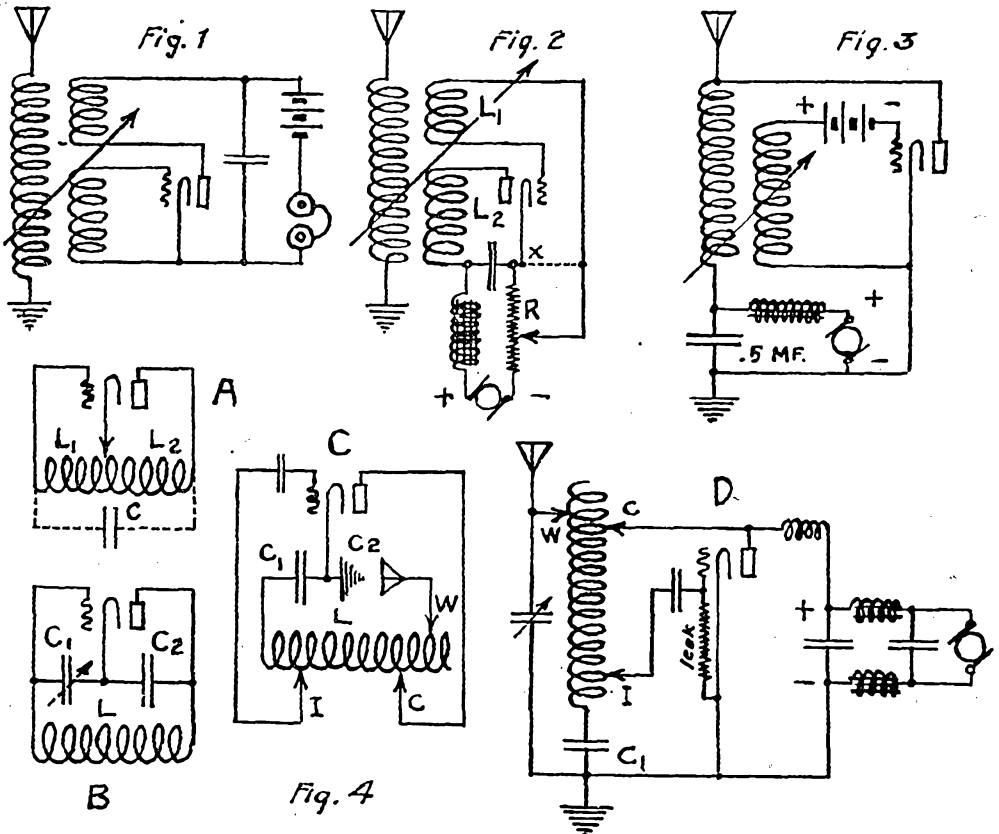 Fig. 1
Fig. 2
L1
L2
X
R
+ -
Fig. 3
+ -
+
.5 MF.
-
A
L1 L2
C
B
C1 C2
L
C
C1 C2
L W
I C
Fig. 4
D
W C
leak
I
C1
+
-